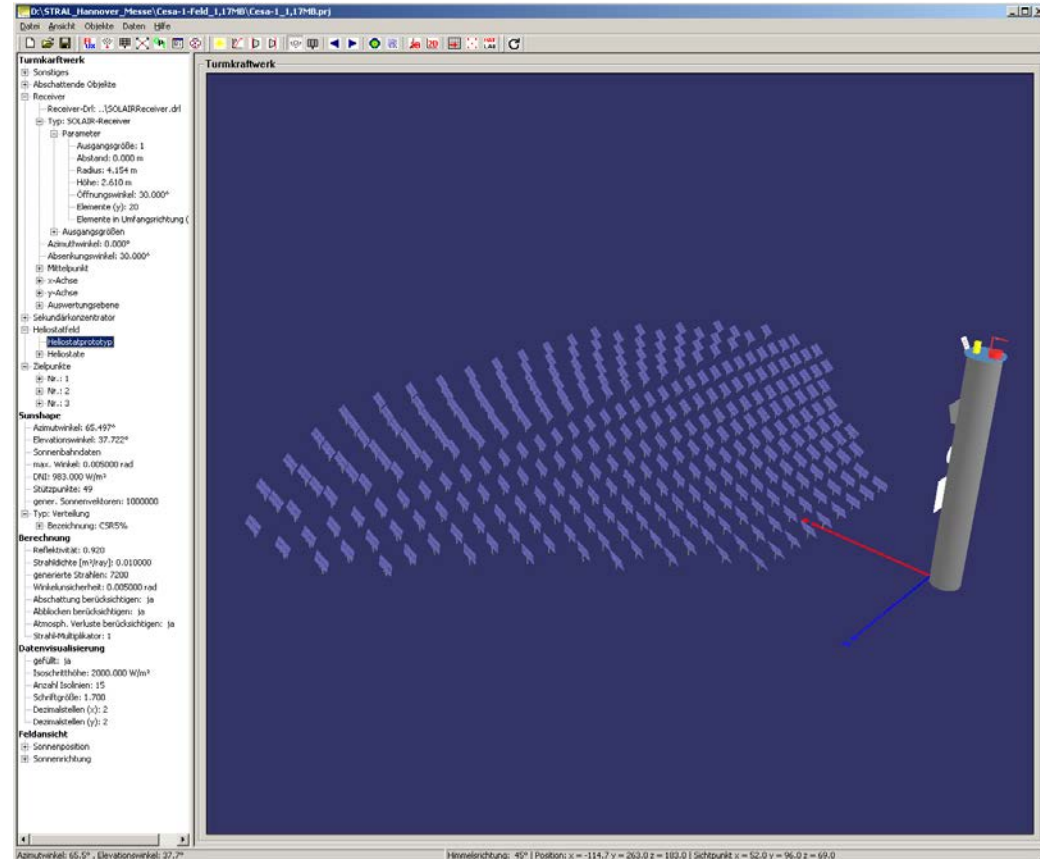 D:\STRAL_Hannover_Messe\Cesa-1-Feld_1,17MB\Cesa-1_1,17MB.prj
Datei Ansicht Objekte Daten Hilfe
Turmkarftwerk
Sonstiges
Abschattende Objekte
Receiver
Receiver-Drl: ...\SOLAIRReceiver.drl
Typ: SOLAIR-Receiver
Parameter
Ausgangsgröße: 1
Abstand: 0.000 m
Radius: 4.154 m
Höhe: 2.610 m
Öffnungswinkel: 30.000°
Elemente (y): 20
Elemente in Umfangsrichtung (
Ausgangsgrößen
Azimuthwinkel: 0.000°
Absenkungswinkel: 30.000°
Mittelpunkt
x-Achse
y-Achse
Auswertungsebene
Sekundärkonzentrator
Heliostatfeld
Heliostatprototyp
Heliostate
Zielpunkte
Nr.: 1
Nr.: 2
Nr.: 3
Sunshape
Azimutwinkel: 65.497°
Elevationswinkel: 37.722°
Sonnenbahndaten
max. Winkel: 0.005000 rad
DNI: 983.000 W/m²
Stützpunkte: 49
gener. Sonnenvektoren: 1000000
Typ: Verteilung
Bezeichnung: CSR5%
Berechnung
Reflektivität: 0.920
Strahldichte [m²/ray]: 0.010000
generierte Strahlen: 7200
Winkelunsicherheit: 0.005000 rad
Abschattung berücksichtigen: ja
Abblocken berücksichtigen: ja
Atmosph. Verluste berücksichtigen: ja
Strahl-Multiplikator: 1
Datenvisualisierung
gefüllt: ja
Isoschritthöhe: 2000.000 W/m²
Anzahl Isolinien: 15
Schriftgröße: 1.700
Dezimalstellen (x): 2
Dezimalstellen (y): 2
Feldansicht
Sonnenposition
Sonnenrichtung
Turmkraftwerk
Azimutwinkel: 65.5° , Elevationswinkel: 37.7°
Himmelsrichtung: 45° | Position: x = -114.7 y = 263.0 z = 183.0 | Sichtpunkt x = 52.0 y = 96.0 z = 69.0